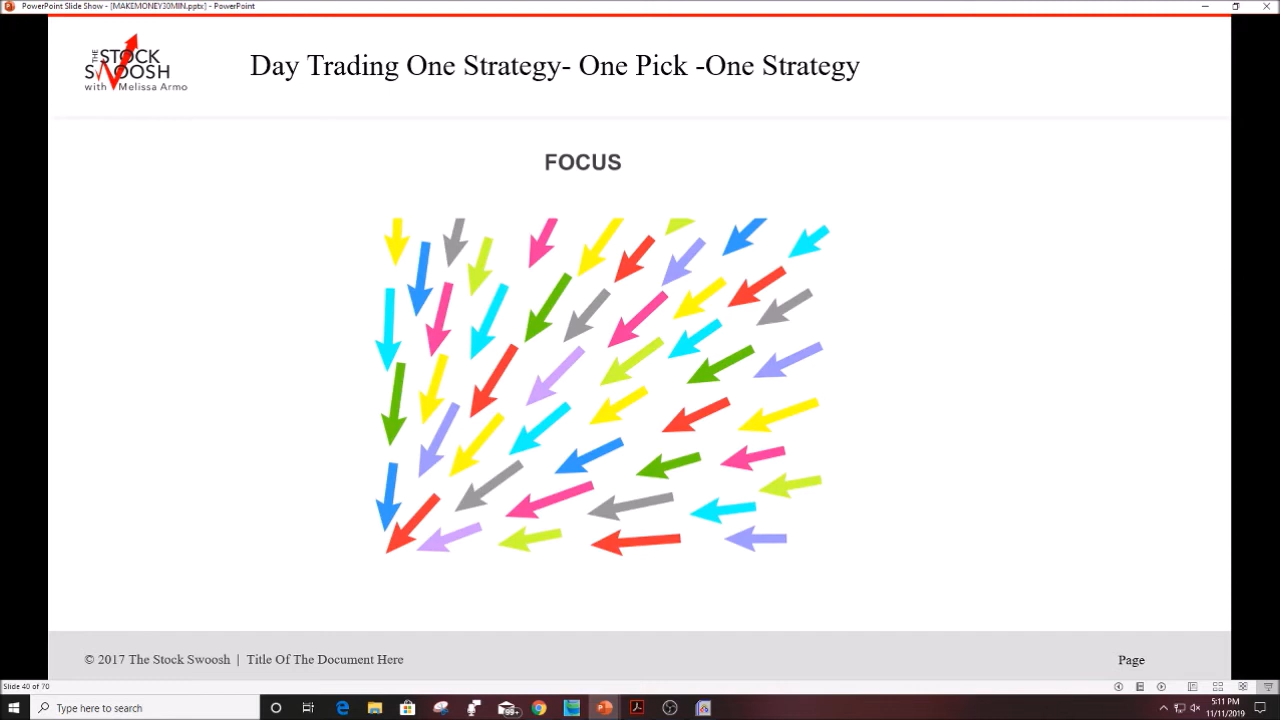 PowerPoint Slide Show - [MAKEMONEY30MIN.pptx] - PowerPoint
THE STOCK
SWOOSH
with Melissa Armo
Day Trading One Strategy- One Pick -One Strategy
FOCUS
© 2017 The Stock Swoosh | Title Of The Document Here
Page
Slide 40 of 70
Type here to search
99+
5:11 PM
11/11/2019